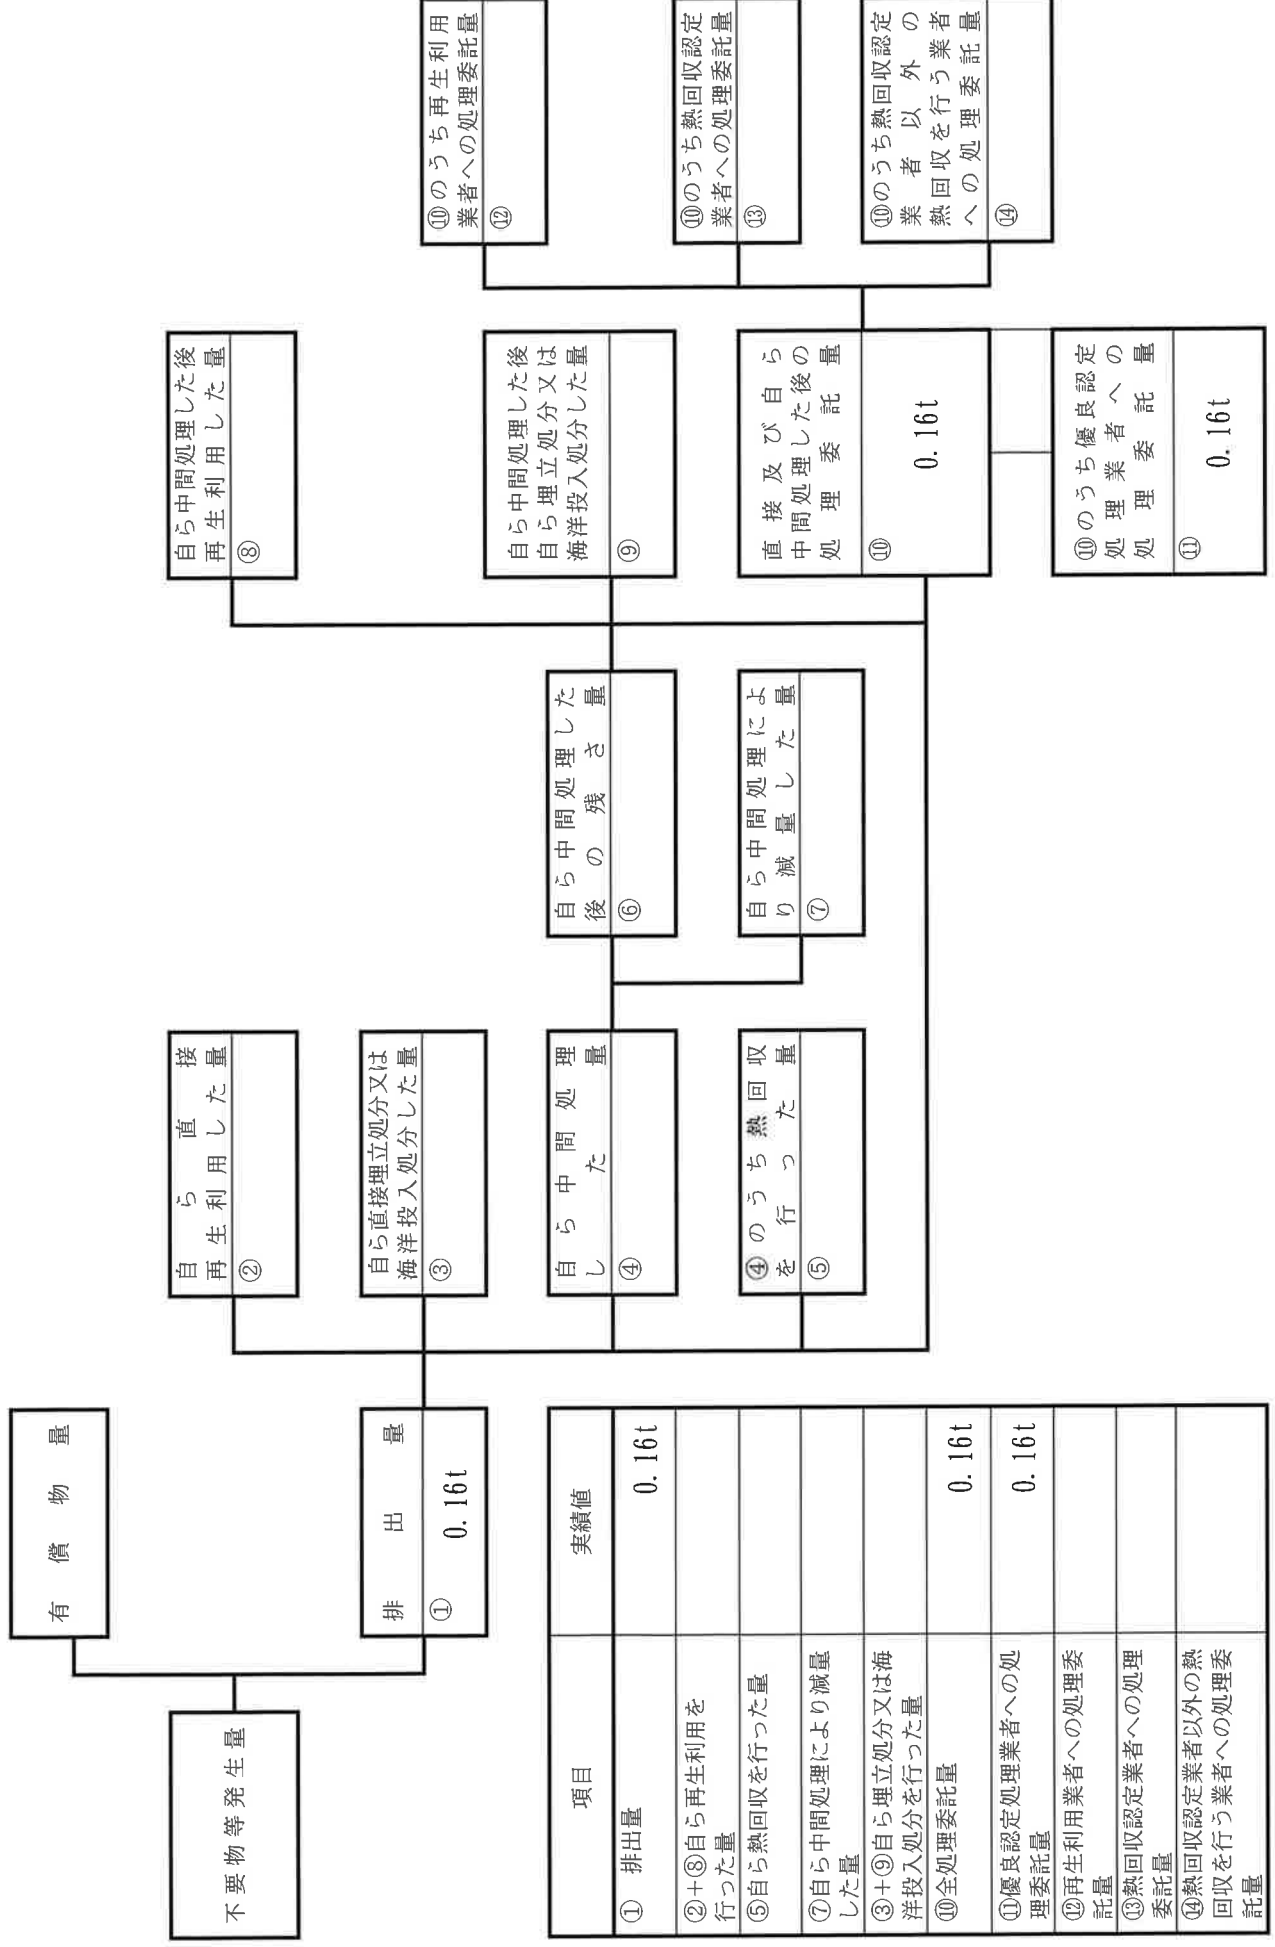 不要物等発生量
有償物量
排出量
① 0.16t
自ら直接
再生利用した量
②
自ら直接埋立処分又は
海洋投入処分した量
③
自ら中間処理
した量
④
④のうち熱回収
を行った量
⑤
自ら中間処理した
後の残さ量
⑥
自ら中間処理によ
り減量した量
⑦
自ら中間処理した後
再生利用した量
⑧
自ら中間処理した後
自ら埋立処分又は
海洋投入処分した量
⑨
直接及び自ら
中間処理した後の
処理委託量
⑩ 0.16t
⑩のうち優良認定
処理業者への
処理委託量
⑪ 0.16t
⑩のうち再生利用
業者への処理委託量
⑫
⑩のうち熱回収認定
業者への処理委託量
⑬
⑩のうち熱回収認定
業者以外の
熱回収を行う業者
への処理委託量
⑭
項目 実績値
① 排出量 0.16t
②+⑧自ら再生利用を
行った量
⑤自ら熱回収を行った量
⑦自ら中間処理により減量
した量
③+⑨自ら埋立処分又は海
洋投入処分を行った量
⑩全処理委託量 0.16t
⑪優良認定処理業者への処
理委託量 0.16t
⑫再生利用業者への処理委
託量
⑬熱回収認定業者への処理
委託量
⑭熱回収認定業者以外の熱
回収を行う業者への処理委
託量